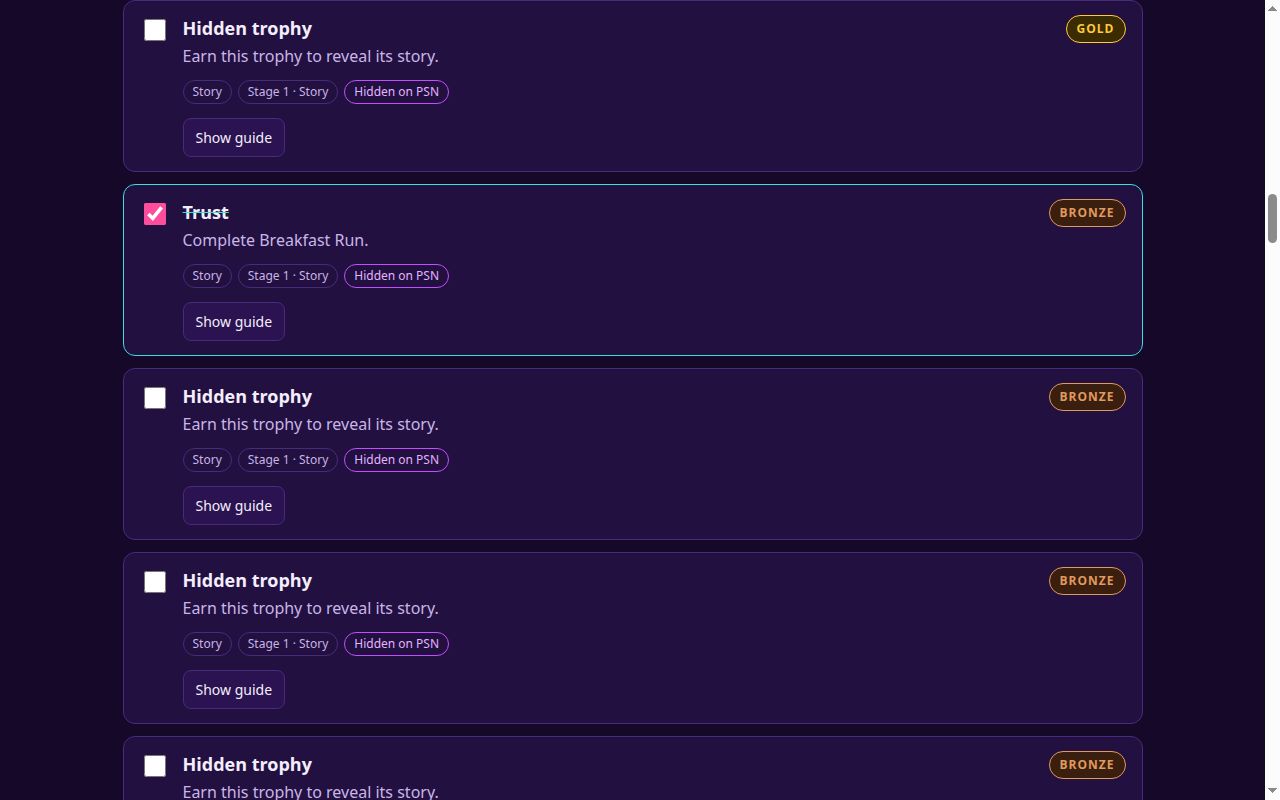 Hidden trophy
GOLD
Earn this trophy to reveal its story.
Story
Stage 1 · Story
Hidden on PSN
Show guide
Trust
BRONZE
Complete Breakfast Run.
Story
Stage 1 · Story
Hidden on PSN
Show guide
Hidden trophy
BRONZE
Earn this trophy to reveal its story.
Story
Stage 1 · Story
Hidden on PSN
Show guide
Hidden trophy
BRONZE
Earn this trophy to reveal its story.
Story
Stage 1 · Story
Hidden on PSN
Show guide
Hidden trophy
BRONZE
Earn this trophy to reveal its story.